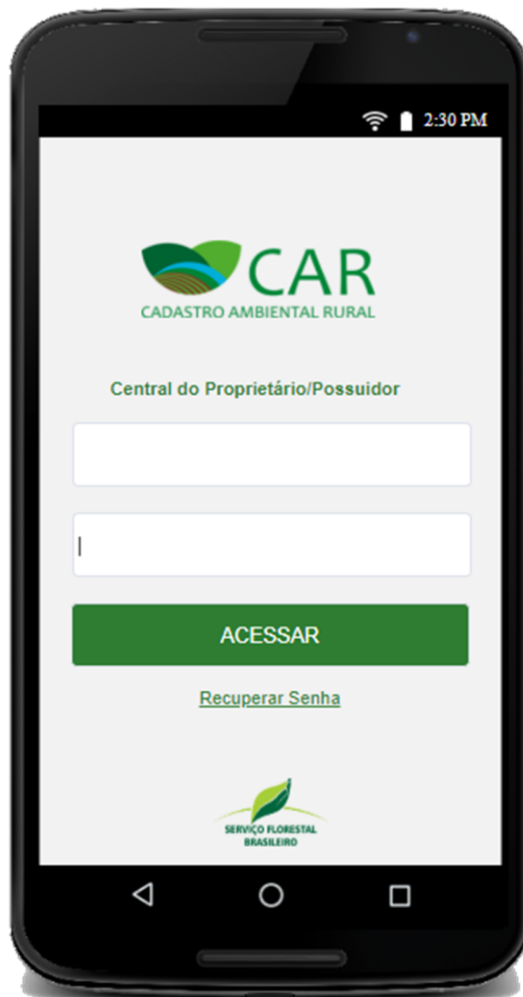 2:30 PM
CAR
CADASTRO AMBIENTAL RURAL
Central do Proprietário/Possuidor
ACESSAR
Recuperar Senha
SERVIÇO FLORESTAL
BRASILEIRO